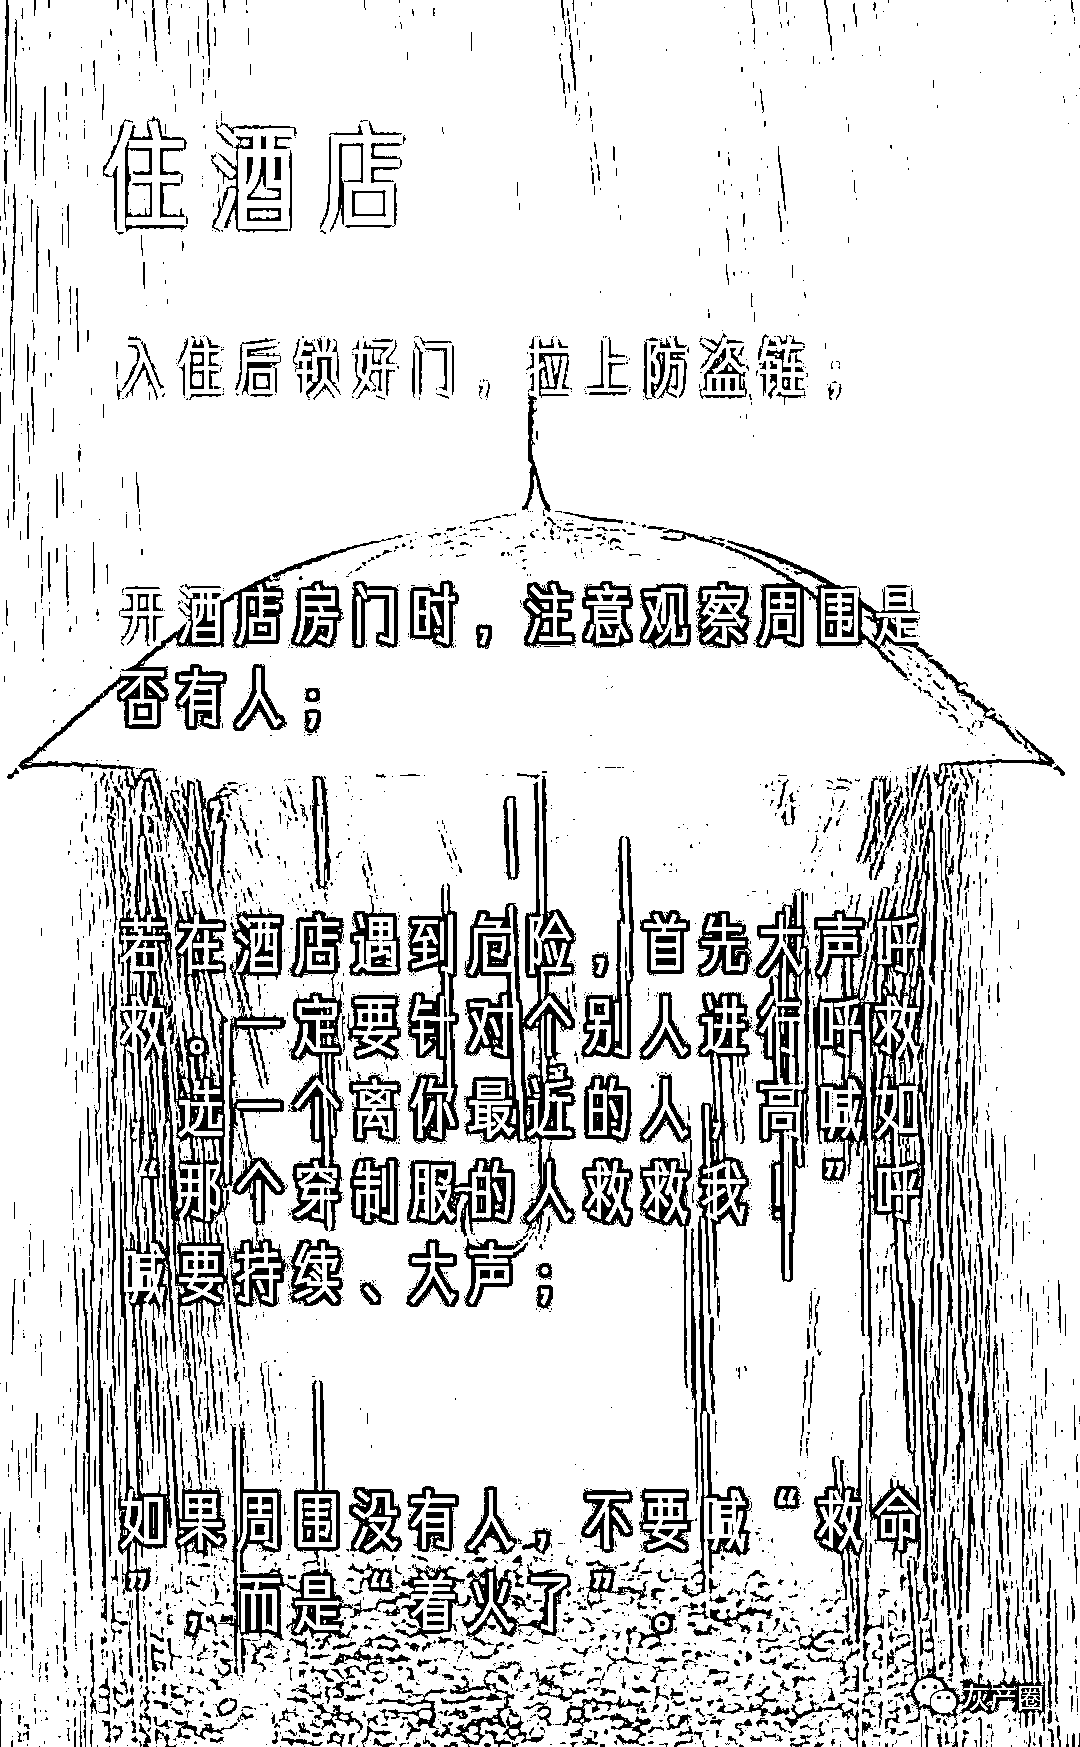 住酒店
入住后锁好门，拉上防盗链；
开酒店房门时，注意观察周围是
否有人；
若在酒店遇到危险，首先大声呼
救。一定要针对个别人进行呼救
，选一个离你最近的人，高喊如
“那个穿制服的人救救我！”呼
喊要持续、大声；
如果周围没有人，不要喊“救命
”，而是“着火了”。
灰产圈